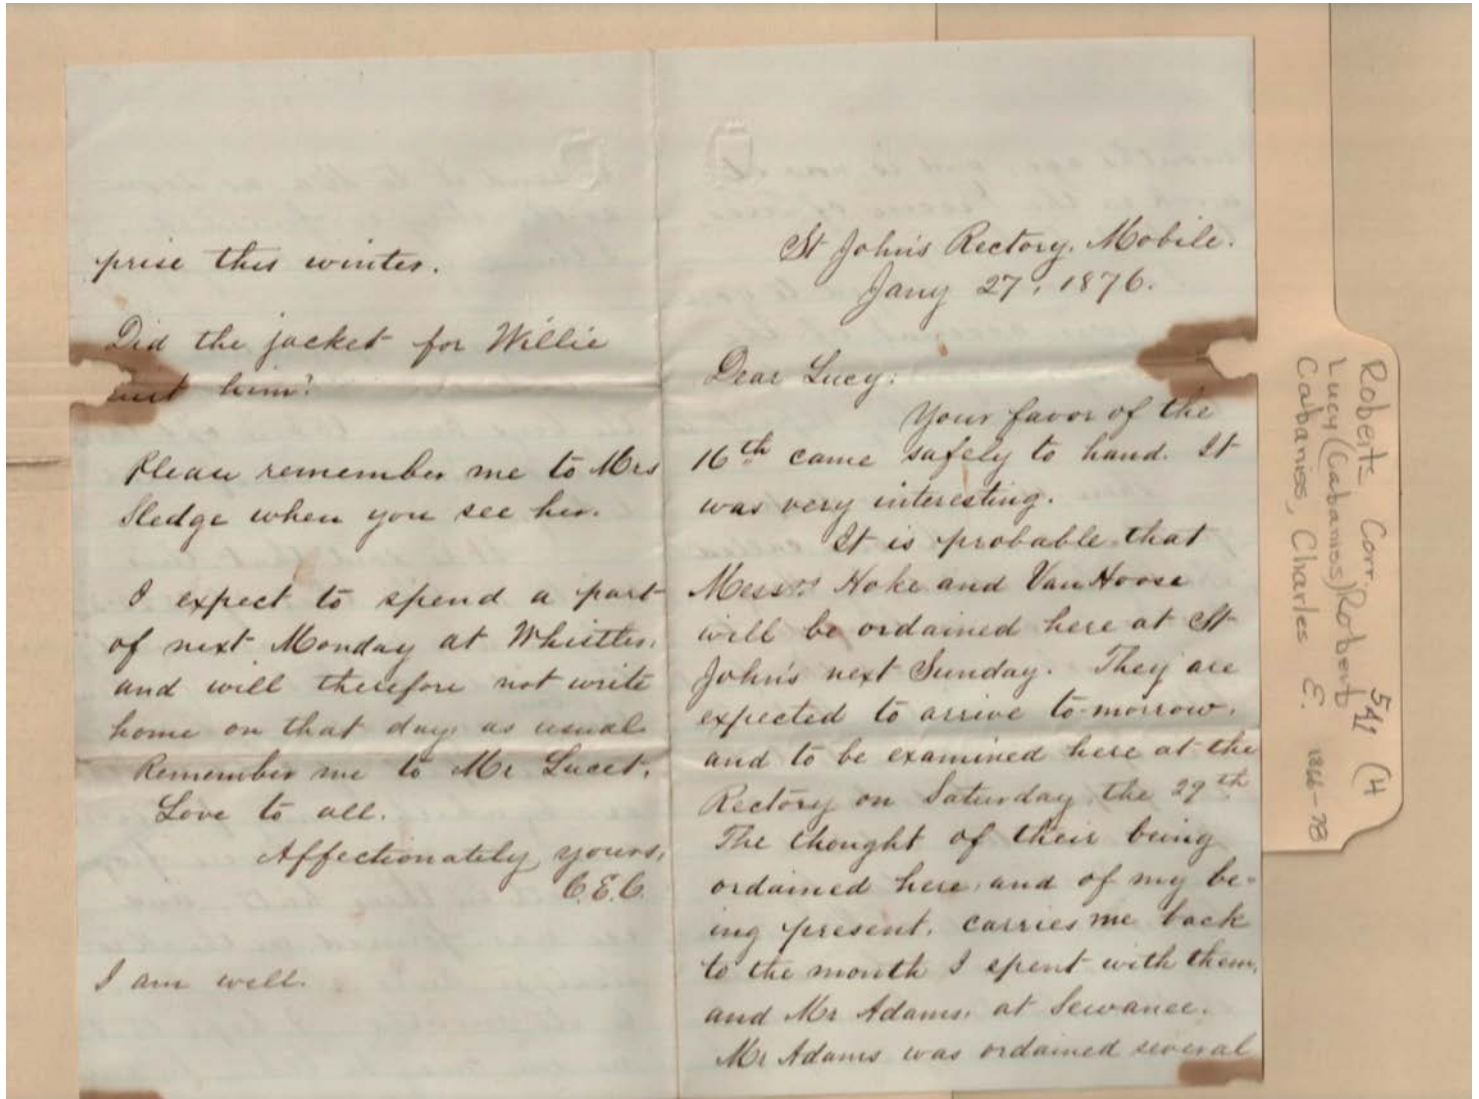 St John's Rectory, Mobile.
Jany 27, 1876.
Dear Lucy:
Your favor of the
16th came safely to hand. It
was very interesting.
It is probable that
Messrs Hoke and Van Hoose
will be ordained here at St
John's next Sunday. They are
expected to arrive to-morrow,
and to be examined here at the
Rectory on Saturday, the 29th
The thought of their being
ordained here, and of my be-
ing present, carries me back
to the month I spent with them,
and Mr Adams, at Sewanee.
Mr Adams was ordained several
prise this winter.
Did the jacket for Willie
him?
Please remember me to Mrs
Sledge when you see her.
I expect to spend a part
of next Monday at Whistler,
and will therefore not write
home on that day as usual
Remember me to Mr
Love to all.
Affectionately yours,
C.E.C.
I am well.
Robert- Corr. 541 (4
Lucy (Cabaniss) Robert
Cabaniss, Charles E. 1866-78